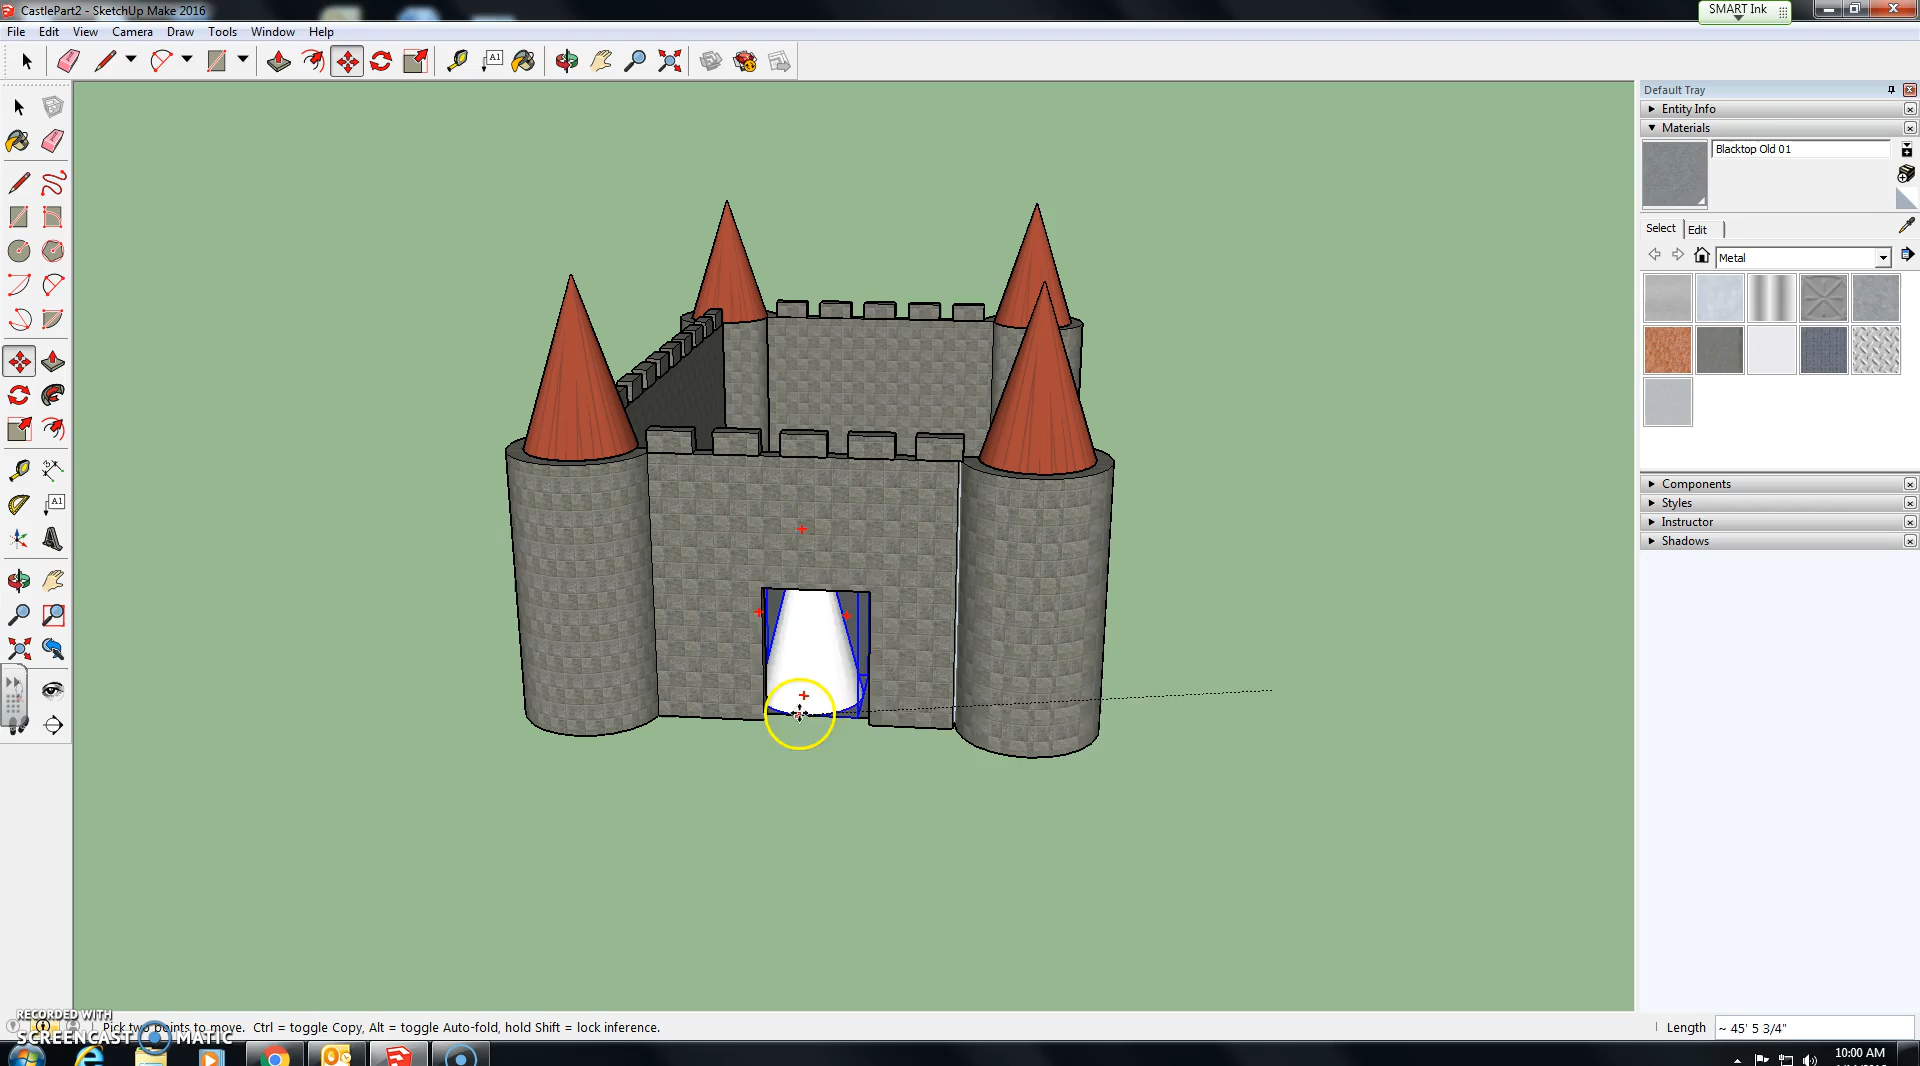 CastlePart2 - SketchUp Make 2016
SMART Ink
File Edit View Camera Draw Tools Window Help
A1
Default Tray
Entity Info
Materials
Blacktop Old 01
Select Edit
Metal
A1
Components
Styles
Instructor
Shadows
RECORDED WITH
SCREENCAST MATIC
Pick two points to move. Ctrl = toggle Copy, Alt = toggle Auto-fold, hold Shift = lock inference.
Length ~ 45' 5 3/4"
10:00 AM